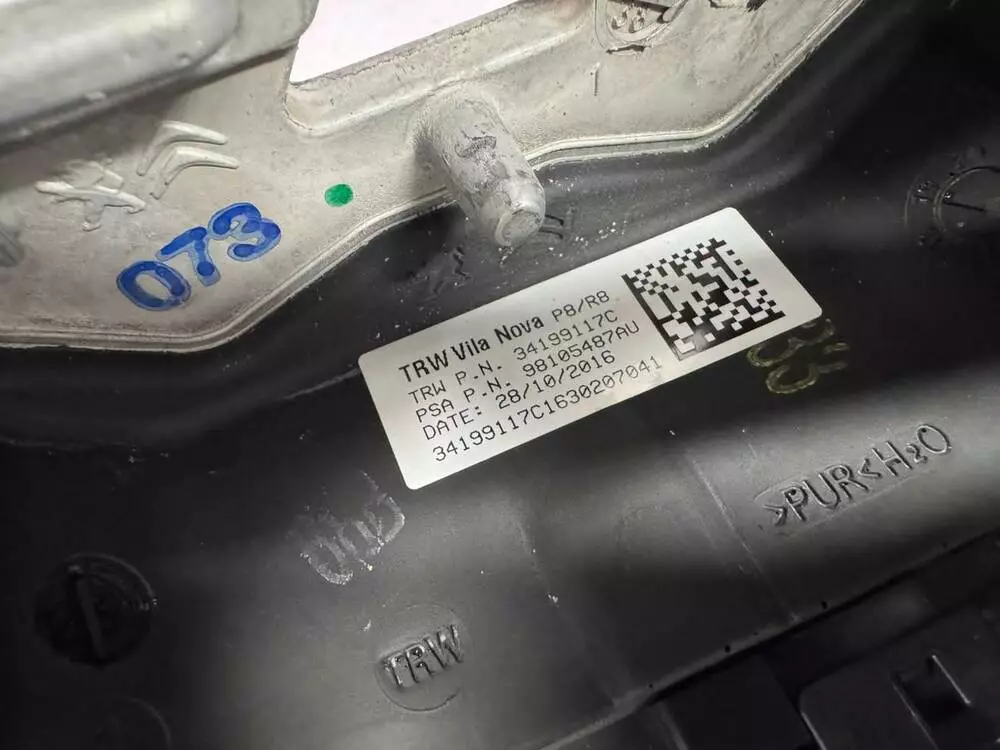 073
TRW Vila Nova P8/R8
TRW P.N. 34199117C
PSA P.N. 98105487AU
DATE: 28/10/2016
34199117C1630207041
>PUR< H2O
TRW